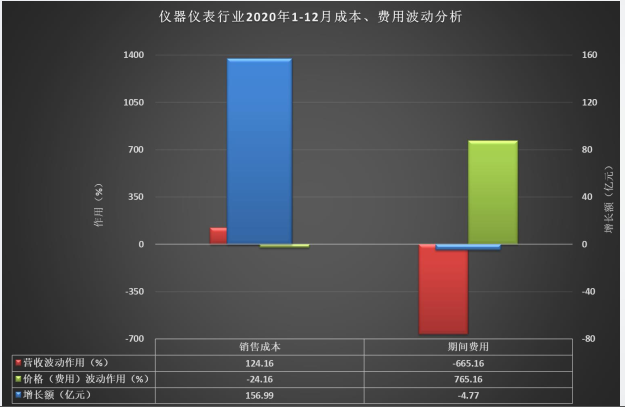 仪器仪表行业2020年1-12月成本、费用波动分析
1400
1050
700
350
0
-350
-700
作用（%）
160
120
80
40
0
-40
-80
增长额（亿元）
销售成本 期间费用
营收波动作用（%） 124.16 -665.16
价格（费用）波动作用（%） -24.16 765.16
增长额（亿元） 156.99 -4.77